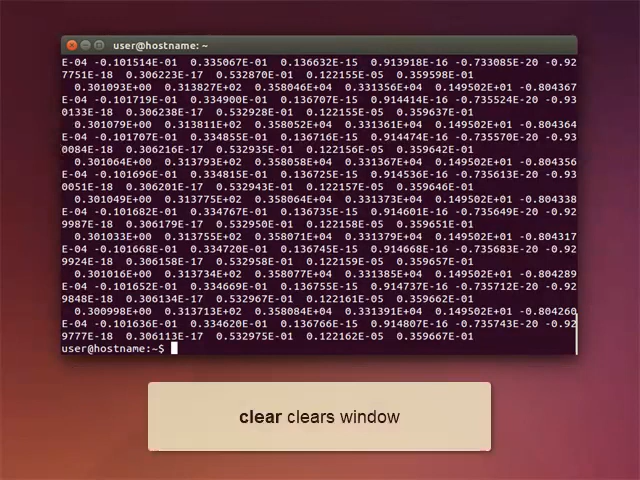 user@hostname: ~
E-04 -0.101514E-01  0.335067E-01  0.136632E-15  0.913918E-16 -0.733085E-20 -0.92
7751E-18  0.306223E-17  0.532870E-01  0.122155E-05  0.359598E-01
0.301093E+00  0.313827E+02  0.358046E+04  0.331356E+04  0.149502E+01 -0.804367
E-04 -0.101719E-01  0.334900E-01  0.136707E-15  0.914414E-16 -0.735524E-20 -0.93
0133E-18  0.306238E-17  0.532928E-01  0.122155E-05  0.359637E-01
0.301079E+00  0.313811E+02  0.358052E+04  0.331361E+04  0.149502E+01 -0.804364
E-04 -0.101707E-01  0.334855E-01  0.136716E-15  0.914474E-16 -0.735570E-20 -0.93
0084E-18  0.306216E-17  0.532935E-01  0.122156E-05  0.359642E-01
0.301064E+00  0.313793E+02  0.358058E+04  0.331367E+04  0.149502E+01 -0.804356
E-04 -0.101696E-01  0.334815E-01  0.136725E-15  0.914536E-16 -0.735613E-20 -0.93
0051E-18  0.306201E-17  0.532943E-01  0.122157E-05  0.359646E-01
0.301049E+00  0.313775E+02  0.358064E+04  0.331373E+04  0.149502E+01 -0.804338
E-04 -0.101682E-01  0.334767E-01  0.136735E-15  0.914601E-16 -0.735649E-20 -0.92
9987E-18  0.306179E-17  0.532950E-01  0.122158E-05  0.359651E-01
0.301033E+00  0.313755E+02  0.358071E+04  0.331379E+04  0.149502E+01 -0.804317
E-04 -0.101668E-01  0.334720E-01  0.136745E-15  0.914668E-16 -0.735683E-20 -0.92
9924E-18  0.306158E-17  0.532958E-01  0.122159E-05  0.359657E-01
0.301016E+00  0.313734E+02  0.358077E+04  0.331385E+04  0.149502E+01 -0.804289
E-04 -0.101652E-01  0.334669E-01  0.136755E-15  0.914737E-16 -0.735712E-20 -0.92
9848E-18  0.306134E-17  0.532967E-01  0.122161E-05  0.359662E-01
0.300998E+00  0.313713E+02  0.358084E+04  0.331391E+04  0.149502E+01 -0.804260
E-04 -0.101636E-01  0.334620E-01  0.136766E-15  0.914807E-16 -0.735743E-20 -0.92
9777E-18  0.306113E-17  0.532975E-01  0.122162E-05  0.359667E-01
user@hostname:~$
clear clears window